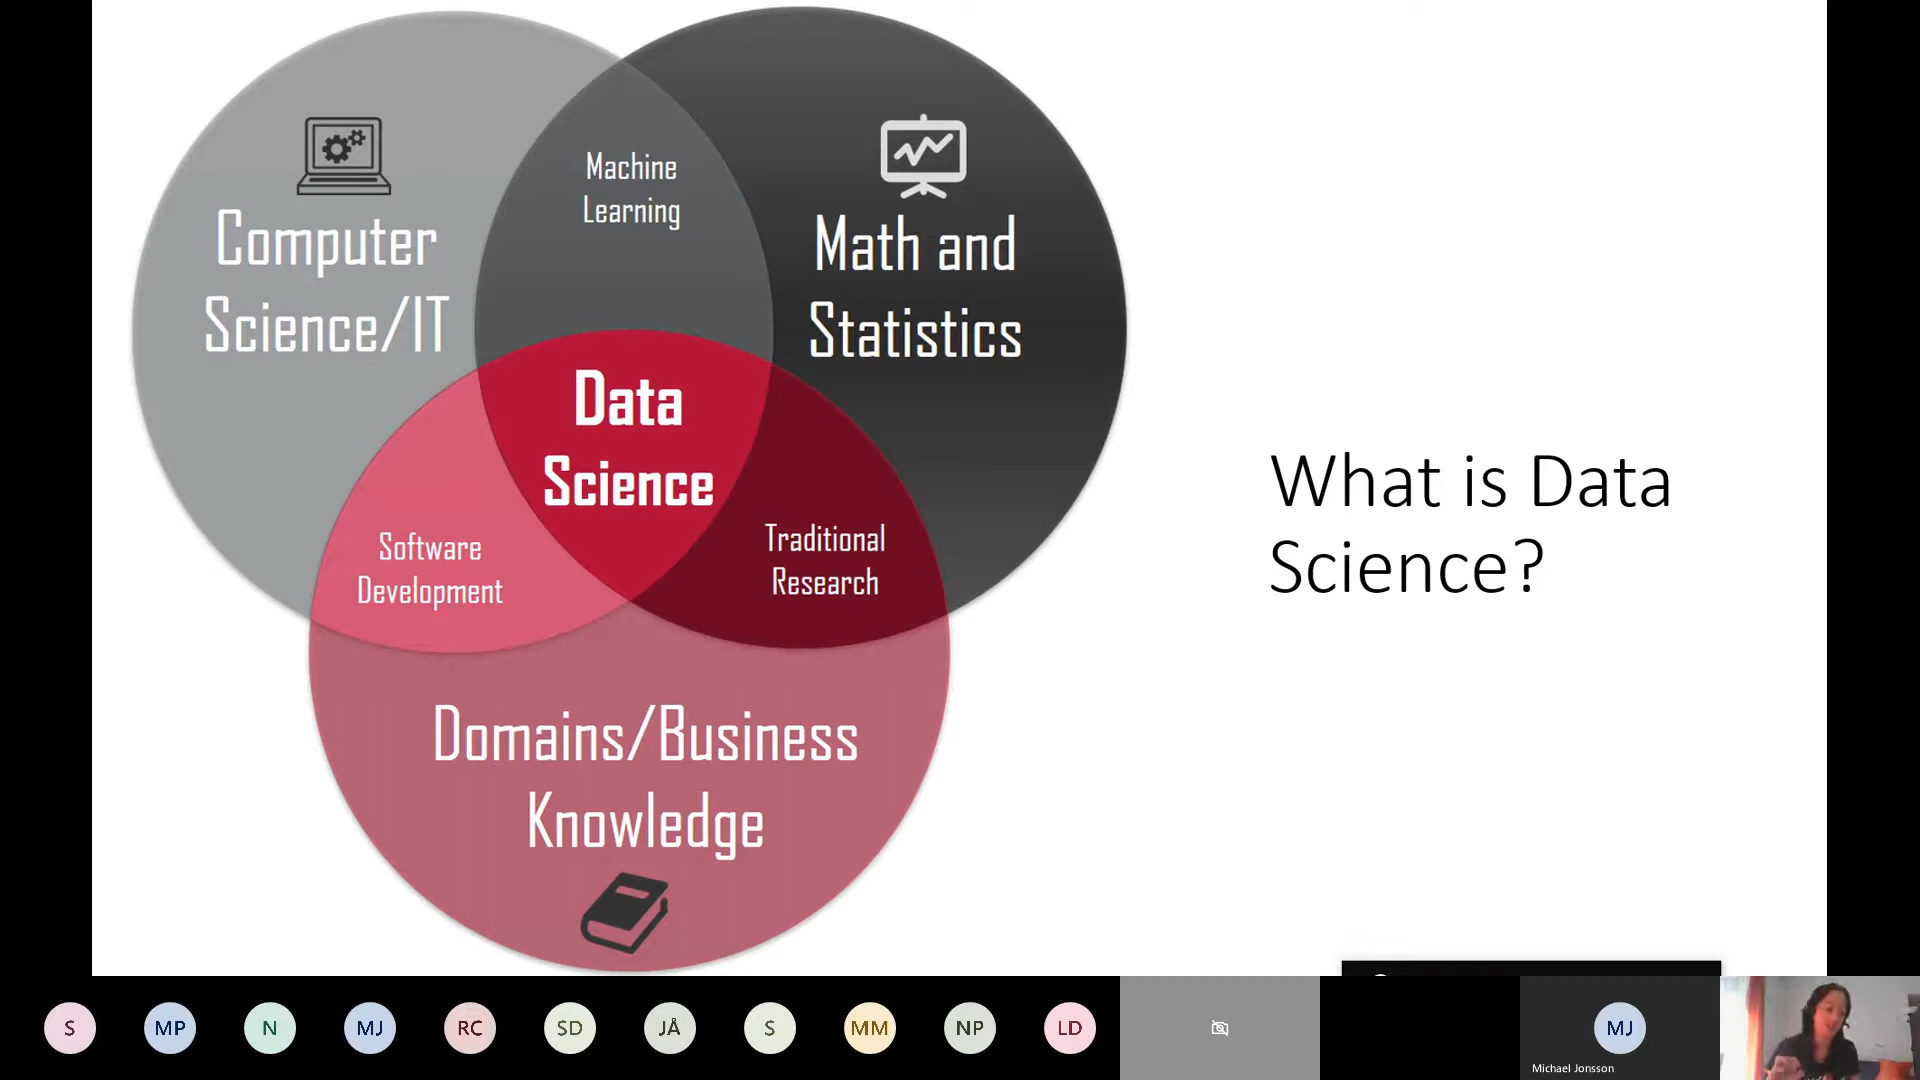 Machine
Learning
Computer
Science/IT
Math and
Statistics
Data
Science
Software
Development
Traditional
Research
Domains/Business
Knowledge
What is Data
Science?
S
MP
N
MJ
RC
SD
JÅ
S
MM
NP
LD
MJ
Michael Jonsson